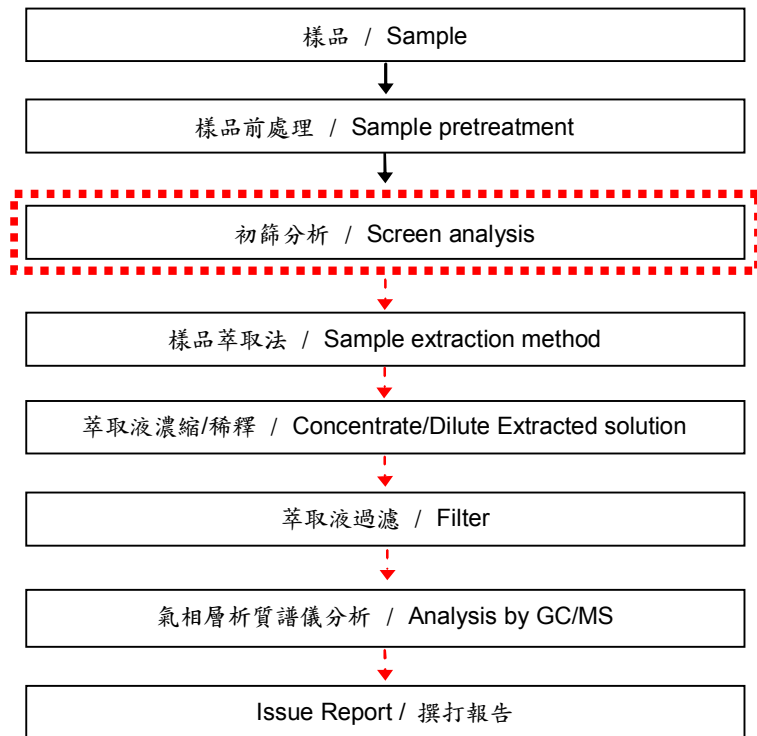 樣品 / Sample
樣品前處理 / Sample pretreatment
初篩分析 / Screen analysis
樣品萃取法 / Sample extraction method
萃取液濃縮/稀釋 / Concentrate/Dilute Extracted solution
萃取液過濾 / Filter
氣相層析質譜儀分析 / Analysis by GC/MS
Issue Report / 撰打報告